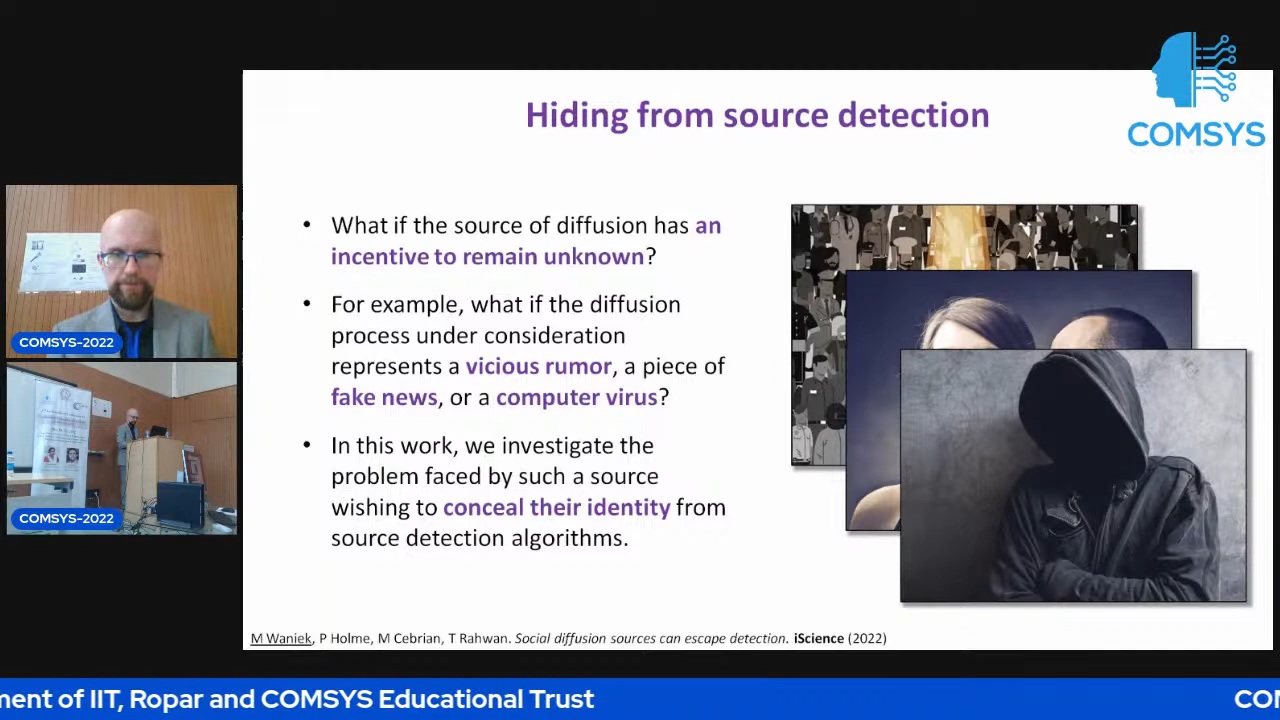 COMSYS
Hiding from source detection
• What if the source of diffusion has an
incentive to remain unknown?
• For example, what if the diffusion
process under consideration
represents a vicious rumor, a piece of
fake news, or a computer virus?
• In this work, we investigate the
problem faced by such a source
wishing to conceal their identity from
source detection algorithms.
M Waniek, P Holme, M Cebrian, T Rahwan. Social diffusion sources can escape detection. iScience (2022)
COMSYS-2022
COMSYS-2022
ment of IIT, Ropar and COMSYS Educational Trust
COM